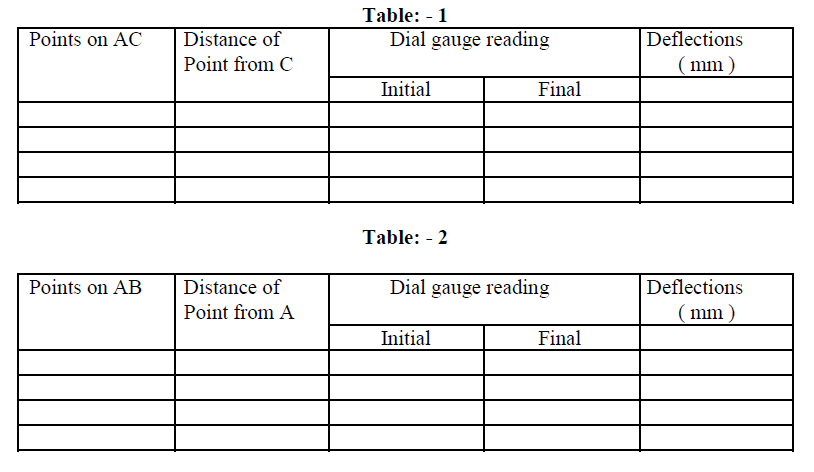 Table: - 1
Points on AC Distance of Dial gauge reading Deflections
Point from C ( mm )
Initial Final
Table: - 2
Points on AB Distance of Dial gauge reading Deflections
Point from A ( mm )
Initial Final